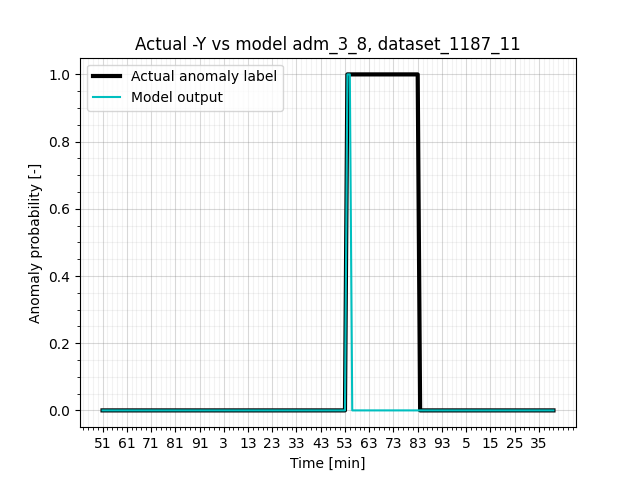 Actual -Y vs model adm_3_8, dataset_1187_11
Actual anomaly label
Model output
Anomaly probability [-]
1.0
0.8
0.6
0.4
0.2
0.0
51 61 71 81 91 3 13 23 33 43 53 63 73 83 93 5 15 25 35
Time [min]